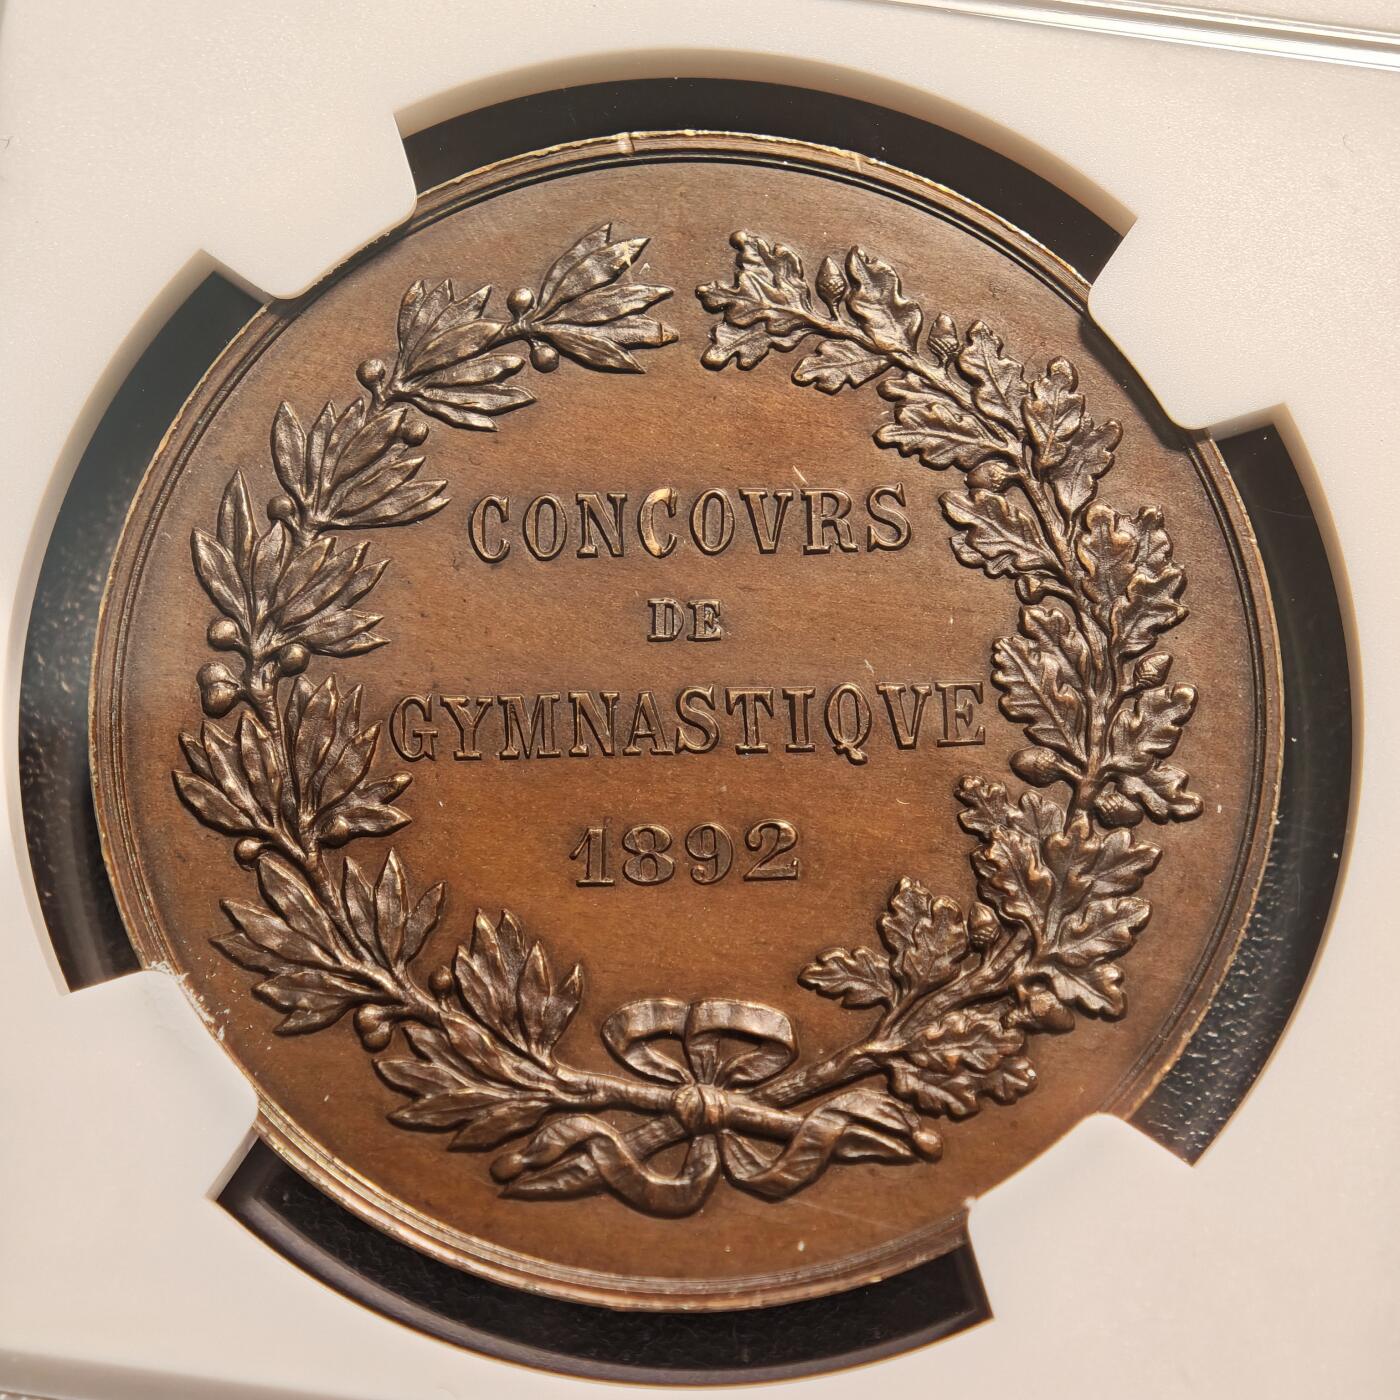 CONCOVRS
DE
GYMNASTIQVE
1892